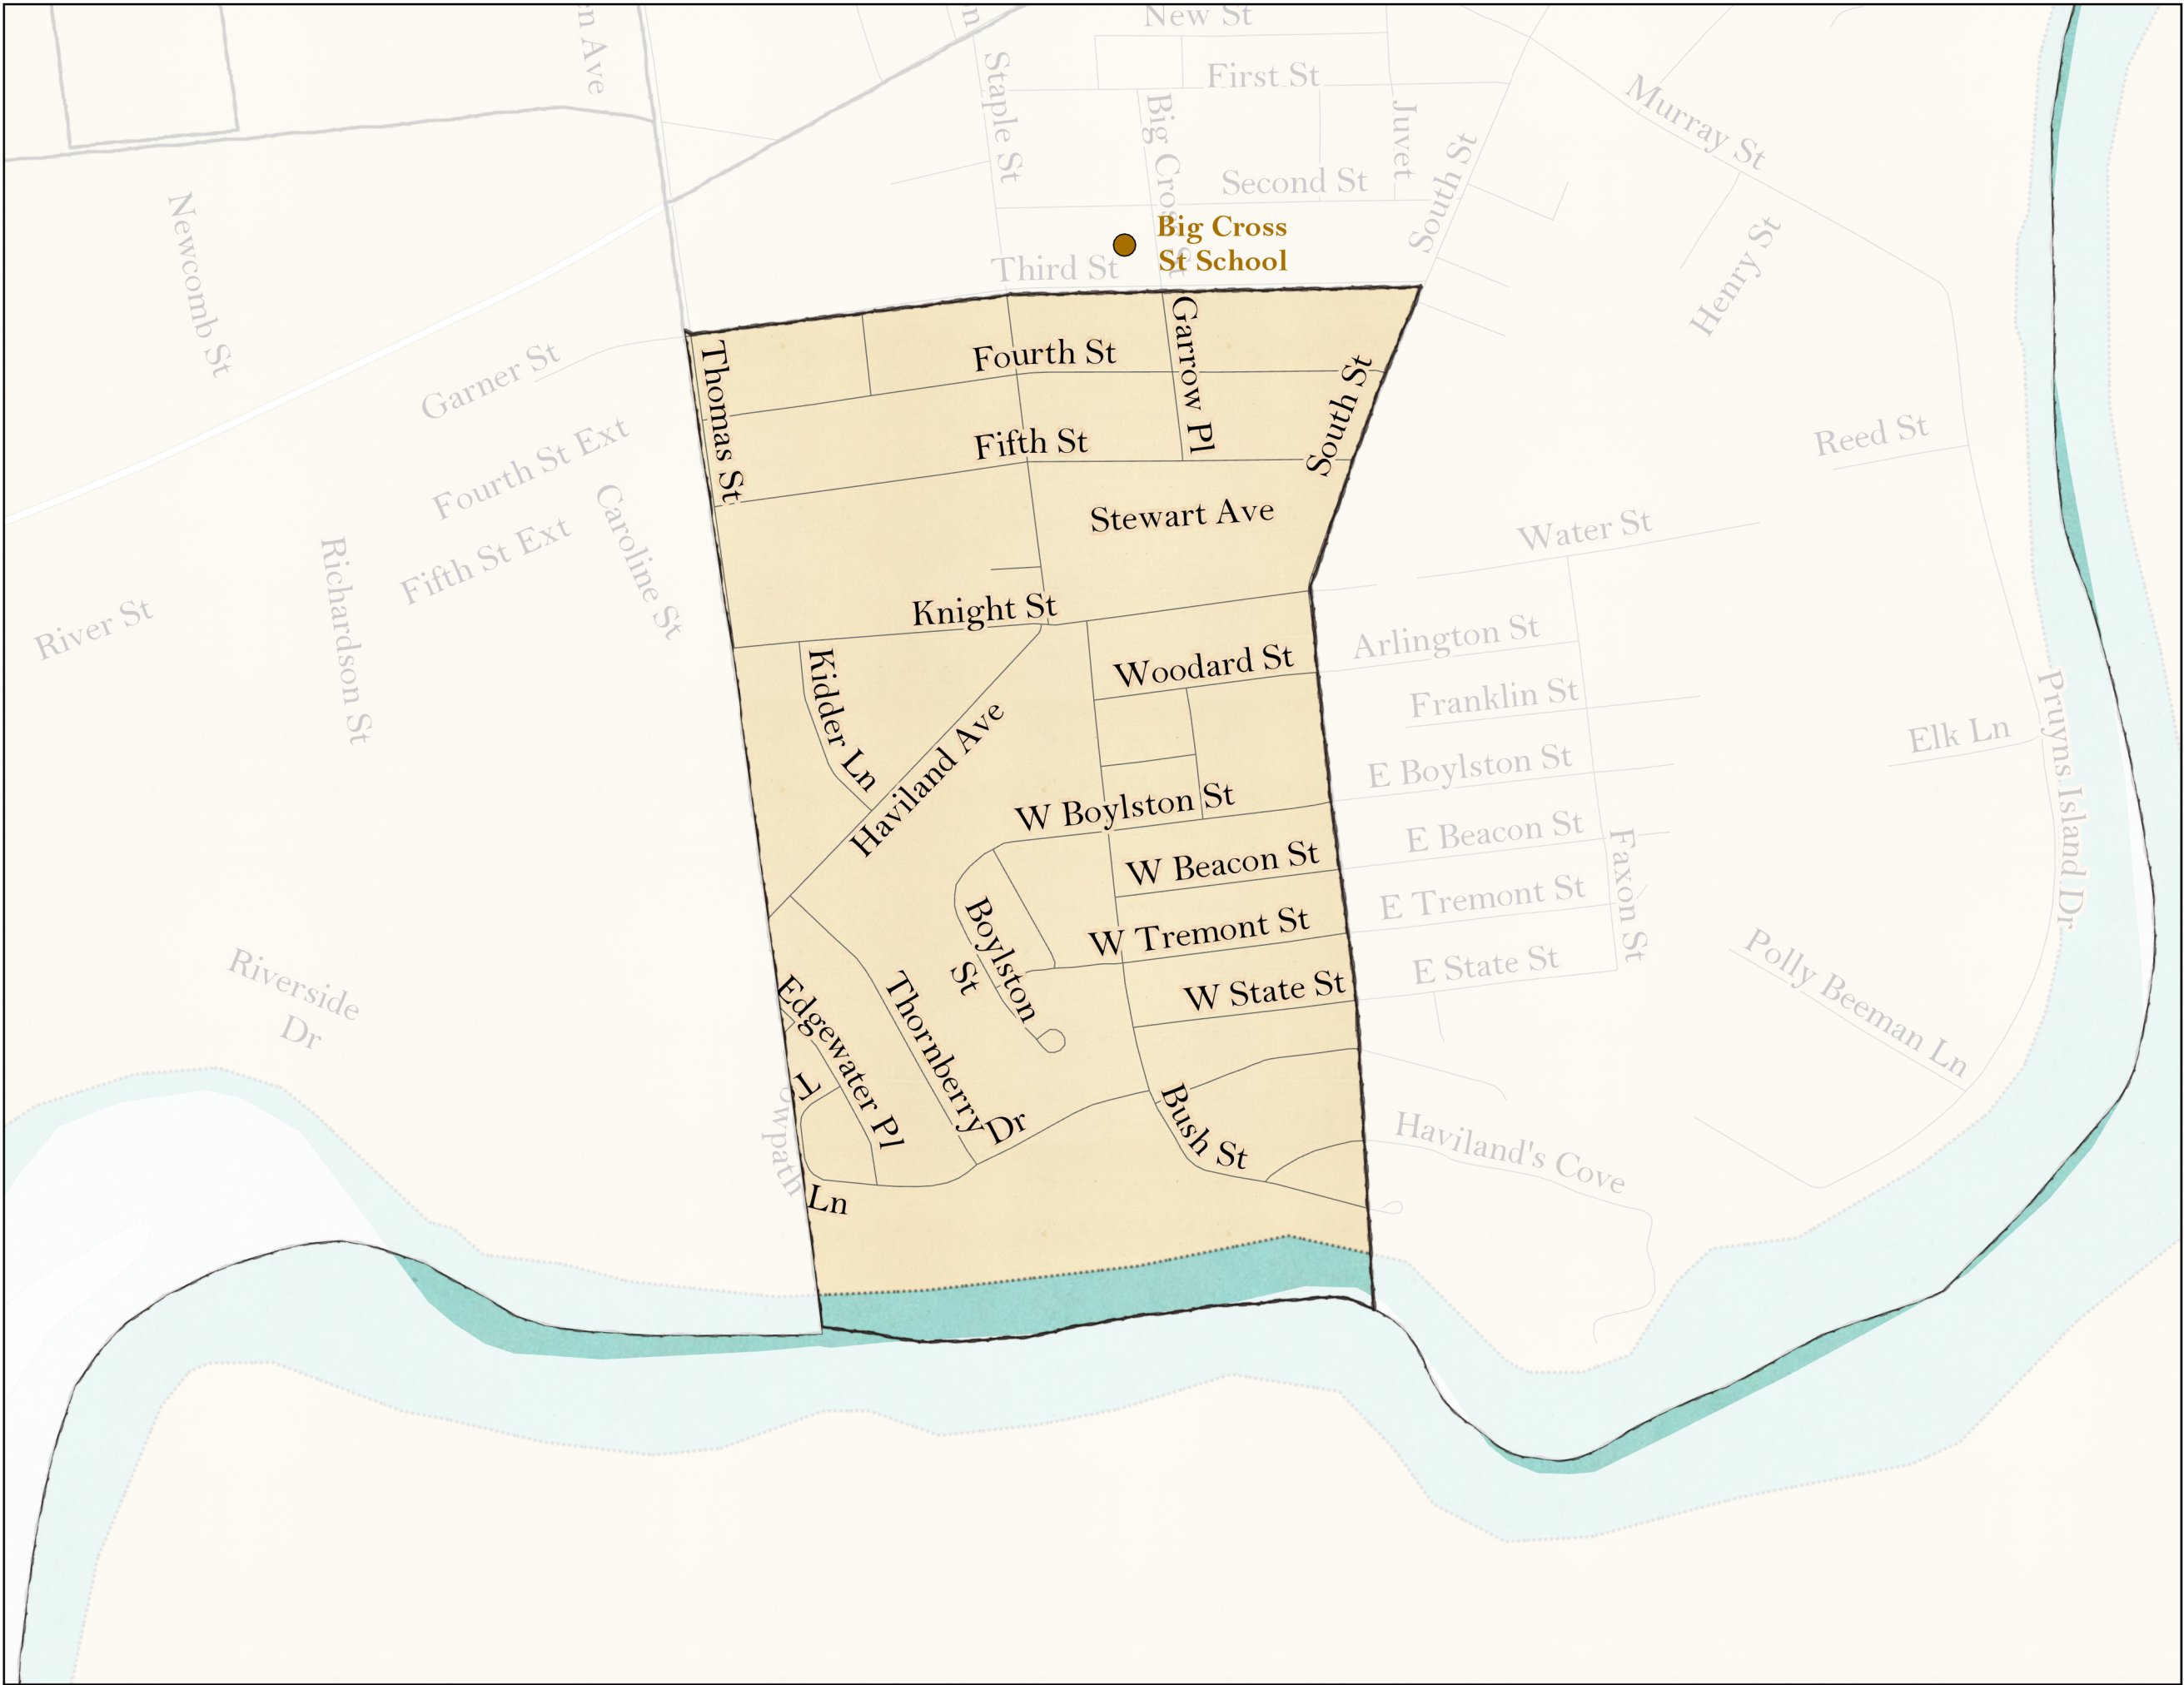 New St
First St
Staple St
Big Cross St
Juvet
South St
Murray St
Second St
Newcomb St
Big Cross
St School
Third St
Henry St
Garner St
Thomas St
Fourth St
Garrow Pl
South St
Fourth St Ext
Fifth St
Reed St
Fifth St Ext
Caroline St
Stewart Ave
Water St
Richardson St
River St
Knight St
Arlington St
Kidder Ln
Woodard St
Franklin St
Pruyns Island Dr
Haviland Ave
Elk Ln
E Boylston St
W Boylston St
E Beacon St
Faxon St
W Beacon St
E Tremont St
Boylston
St
W Tremont St
Riverside
Dr
E State St
Polly Beeman Ln
W State St
Edgewater Pl
Thornberry
Dr
Towpath
Ln
Bush St
Haviland's Cove